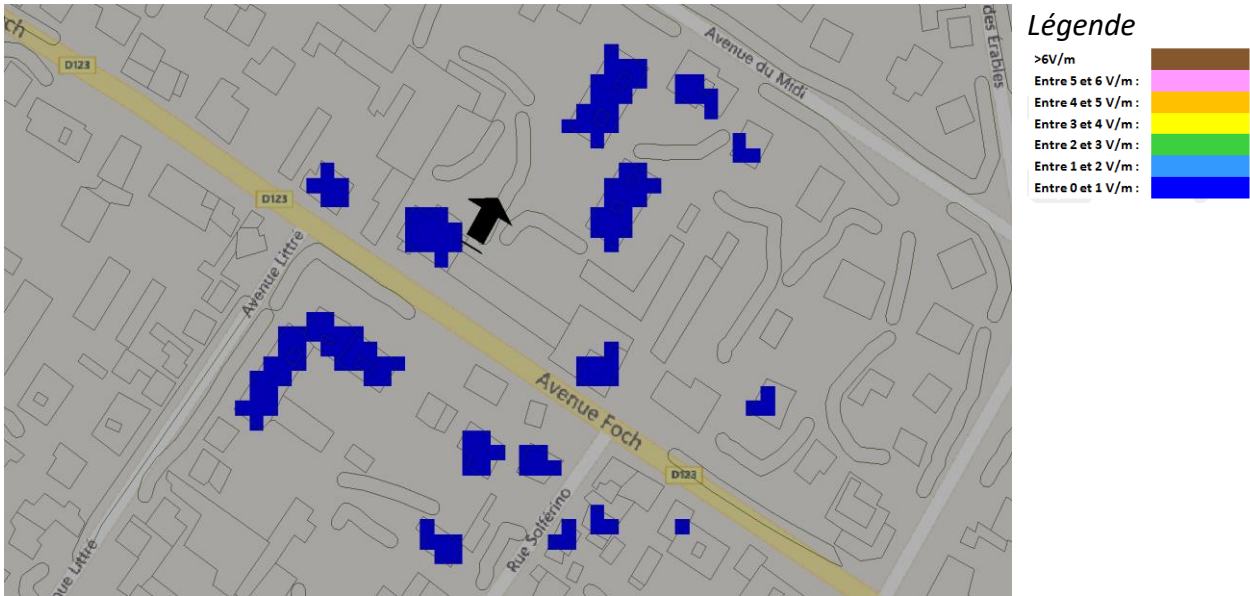 rch
D123
Avenue du Midi
des Érables
D123
Avenue Littré
Avenue Foch
D123
Rue Solférino
nue Littré
Légende
>6V/m
Entre 5 et 6 V/m :
Entre 4 et 5 V/m :
Entre 3 et 4 V/m :
Entre 2 et 3 V/m :
Entre 1 et 2 V/m :
Entre 0 et 1 V/m :